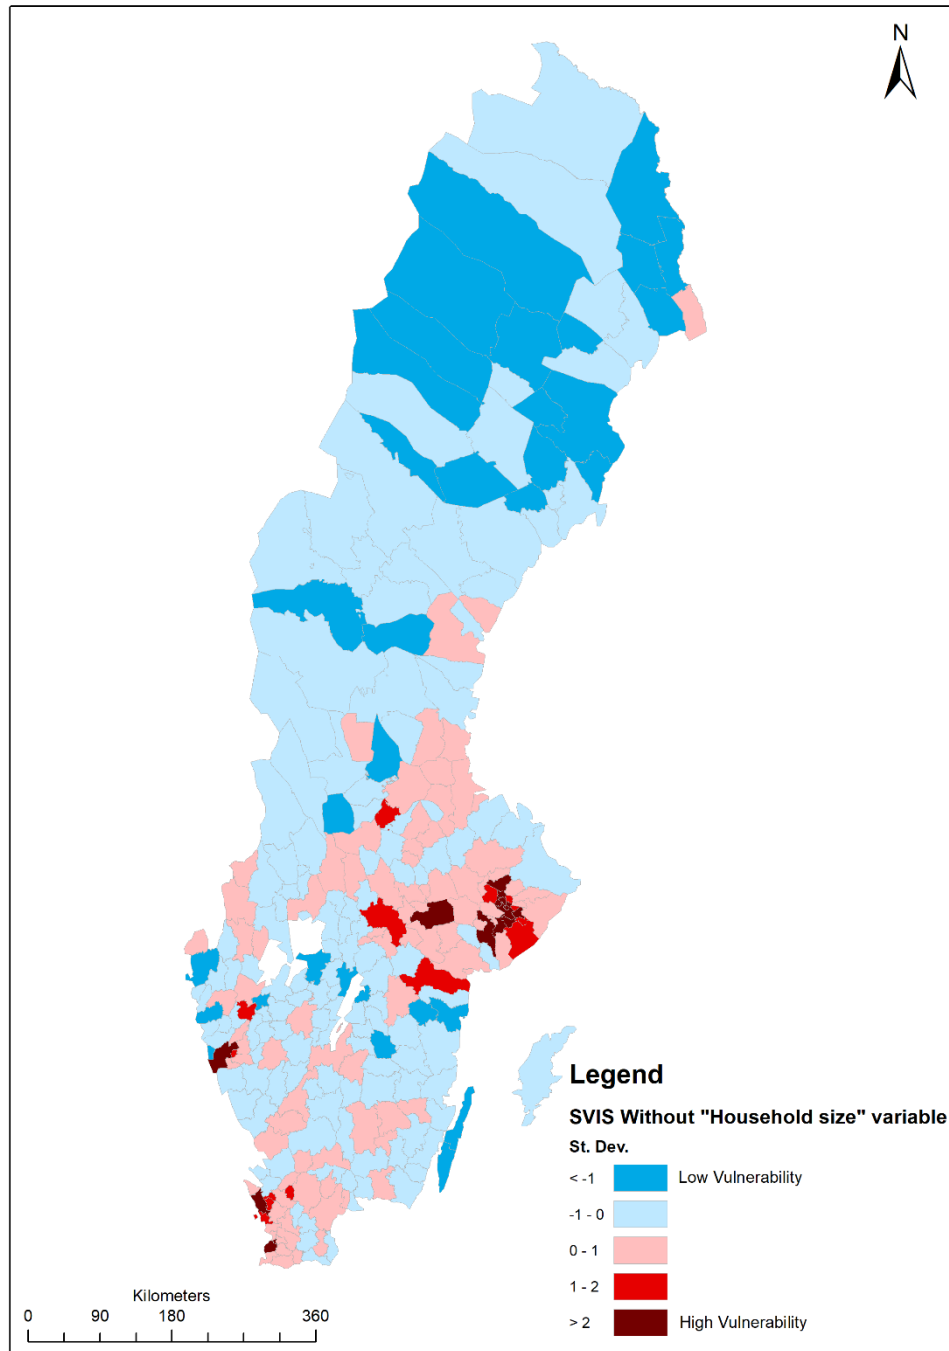 N
Legend
SVIS Without "Household size" variable
St. Dev.
< -1 Low Vulnerability
-1 - 0
0 - 1
1 - 2
> 2 High Vulnerability
Kilometers
0 90 180 360